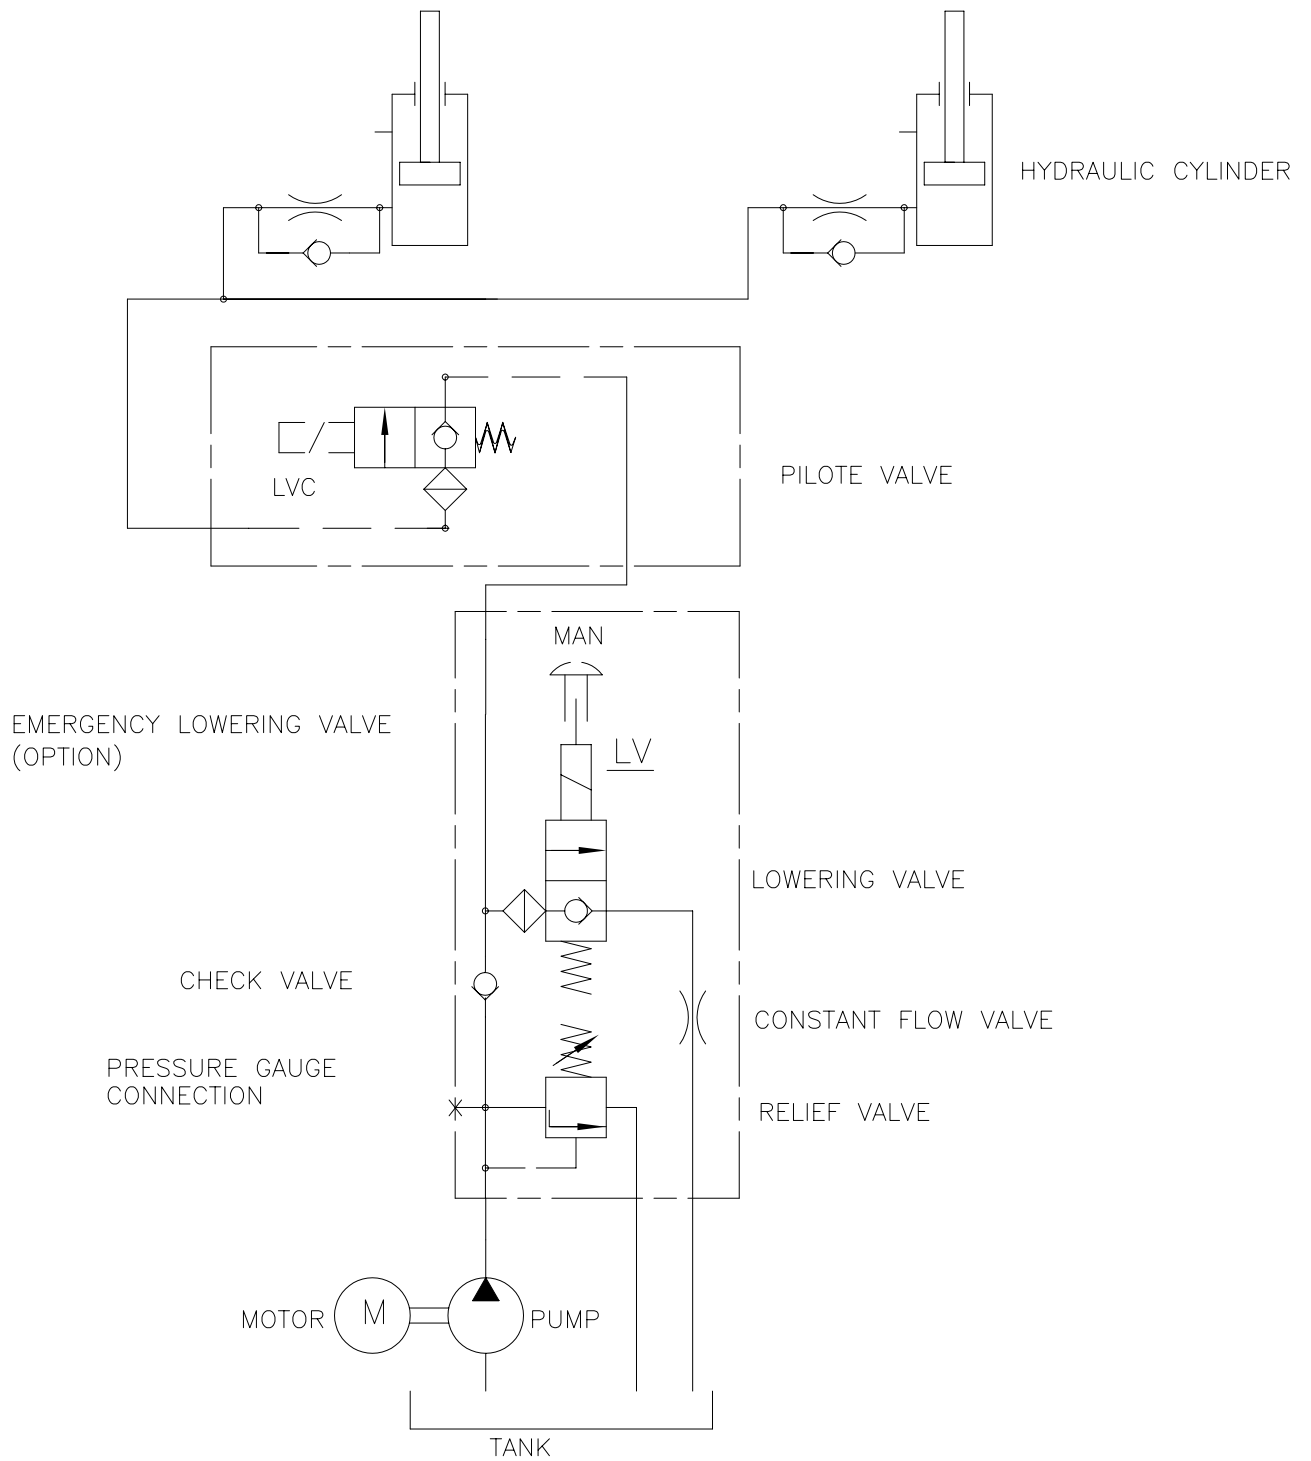 HYDRAULIC CYLINDER
PILOTE VALVE
LVC
MAN
EMERGENCY LOWERING VALVE
(OPTION)
LV
LOWERING VALVE
CHECK VALVE
CONSTANT FLOW VALVE
PRESSURE GAUGE
CONNECTION
RELIEF VALVE
MOTOR
M
PUMP
TANK